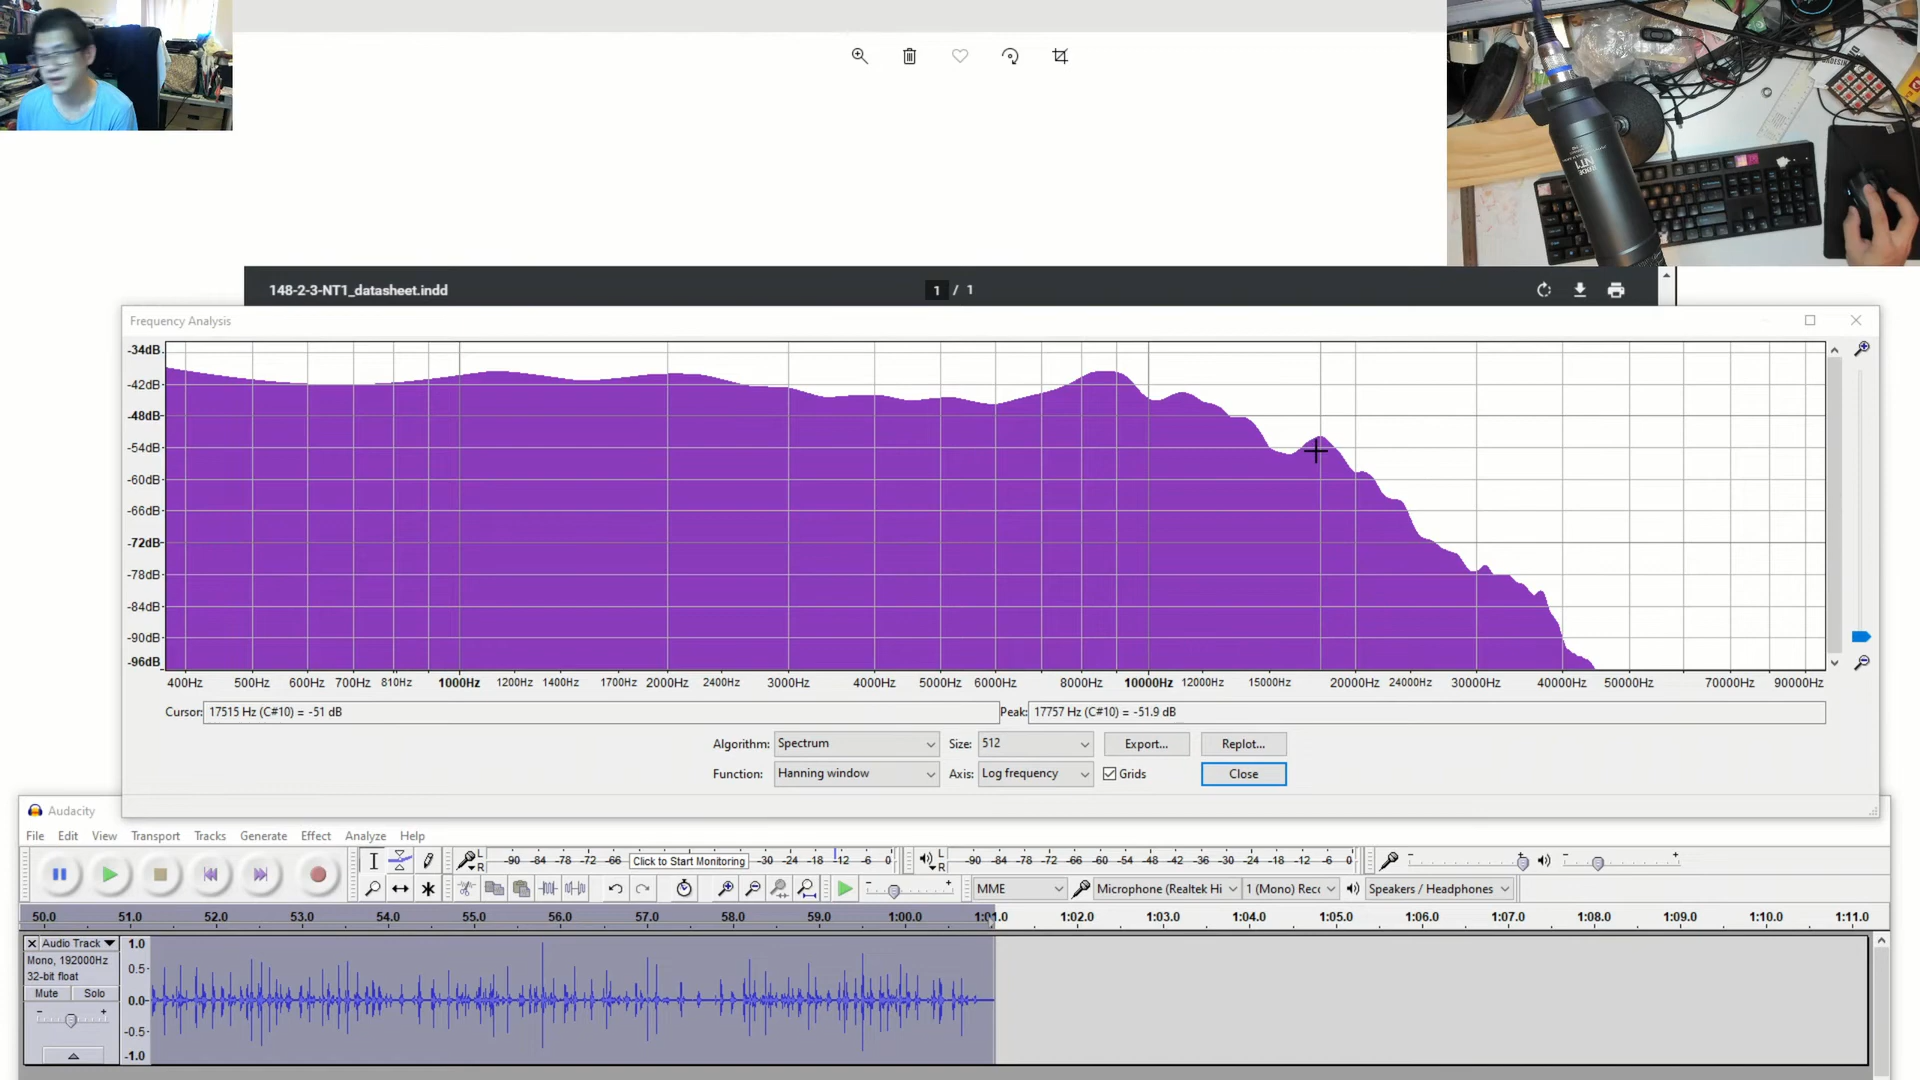 NT1
148-2-3-NT1_datasheet.indd
1 / 1
Frequency Analysis
-34dB
-42dB
-48dB
-54dB
-60dB
-66dB
-72dB
-78dB
-84dB
-90dB
-96dB
400Hz 500Hz 600Hz 700Hz 810Hz 1000Hz 1200Hz 1400Hz 1700Hz 2000Hz 2400Hz 3000Hz 4000Hz 5000Hz 6000Hz 8000Hz 10000Hz 12000Hz 15000Hz 20000Hz 24000Hz 30000Hz 40000Hz 50000Hz 70000Hz 90000Hz
Cursor: 17515 Hz (C#10) = -51 dB Peak: 17757 Hz (C#10) = -51.9 dB
Algorithm: Spectrum Size: 512 Export... Replot...
Function: Hanning window Axis: Log frequency Grids Close
Audacity
File Edit View Transport Tracks Generate Effect Analyze Help
L R -90 -84 -78 -72 -66 Click to Start Monitoring -30 -24 -18 -12 -6 0 L R -90 -84 -78 -72 -66 -60 -54 -48 -42 -36 -30 -24 -18 -12 -6 0 - + - +
- + MME Microphone (Realtek Hi 1 (Mono) Recc Speakers / Headphones
50.0 51.0 52.0 53.0 54.0 55.0 56.0 57.0 58.0 59.0 1:00.0 1:01.0 1:02.0 1:03.0 1:04.0 1:05.0 1:06.0 1:07.0 1:08.0 1:09.0 1:10.0 1:11.0
Audio Track 1.0
Mono, 192000Hz
32-bit float 0.5
Mute Solo 0.0
- +
-0.5
-1.0